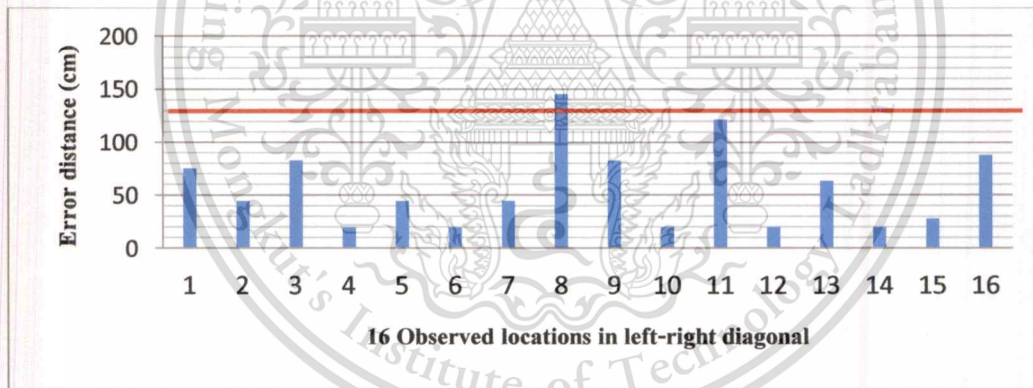 Error distance (cm)
200
150
100
50
0
1 2 3 4 5 6 7 8 9 10 11 12 13 14 15 16
16 Observed locations in left-right diagonal
Mongkut's Institute of Technology Ladkrabang